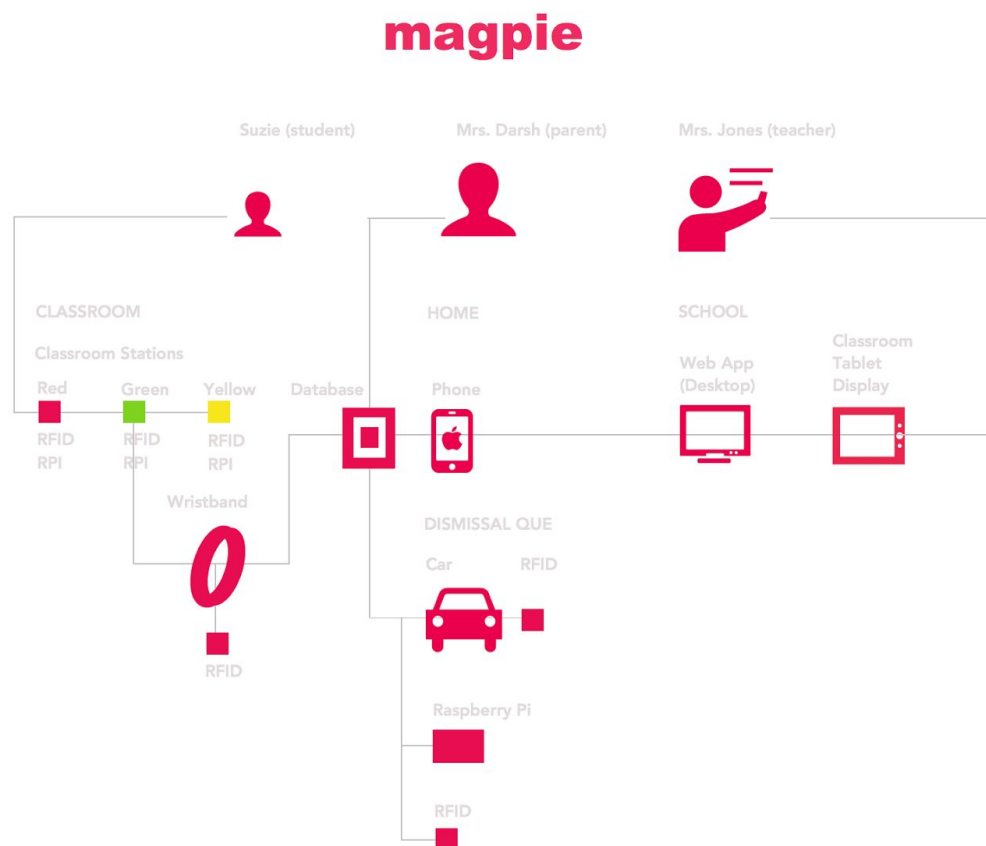 magpie
Suzie (student)
Mrs. Darsh (parent)
Mrs. Jones (teacher)
CLASSROOM
Classroom Stations
Red
Green
Yellow
RFID
RPI
RFID
RPI
RFID
RPI
Wristband
RFID
Database
HOME
Phone
SCHOOL
Web App
(Desktop)
Classroom
Tablet
Display
DISMISSAL QUE
Car
RFID
Raspberry Pi
RFID